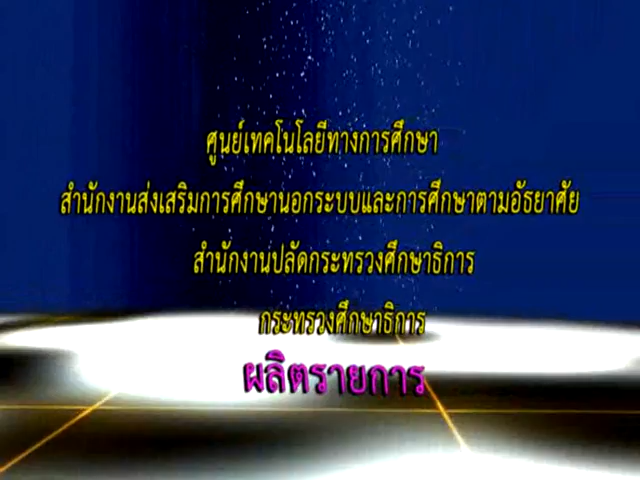 ศูนย์เทคโนโลยีทางการศึกษา
สำนักงานส่งเสริมการศึกษานอกระบบและการศึกษาตามอัธยาศัย
สำนักงานปลัดกระทรวงศึกษาธิการ
กระทรวงศึกษาธิการ
ผลิตรายการ